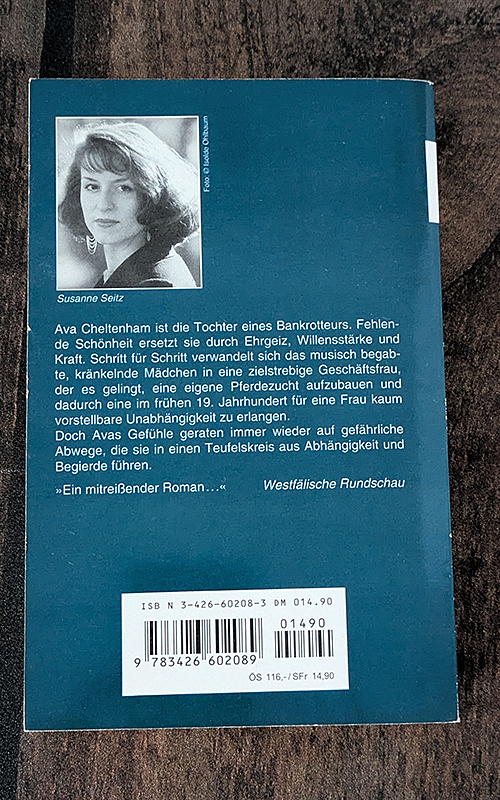 Foto: © Isolde Ohlbaum
Susanne Seitz
Ava Cheltenham ist die Tochter eines Bankrotteurs. Fehlen-
de Schönheit ersetzt sie durch Ehrgeiz, Willensstärke und
Kraft. Schritt für Schritt verwandelt sich das musisch begab-
te, kränkelnde Mädchen in eine zielstrebige Geschäftsfrau,
der es gelingt, eine eigene Pferdezucht aufzubauen und
dadurch eine im frühen 19. Jahrhundert für eine Frau kaum
vorstellbare Unabhängigkeit zu erlangen.
Doch Avas Gefühle geraten immer wieder auf gefährliche
Abwege, die sie in einen Teufelskreis aus Abhängigkeit und
Begierde führen.
»Ein mitreißender Roman...« Westfälische Rundschau
ISB N 3-426-60208-3 DM 014.90
01490
9 783426 602089
ÖS 116,-/SFr 14,90